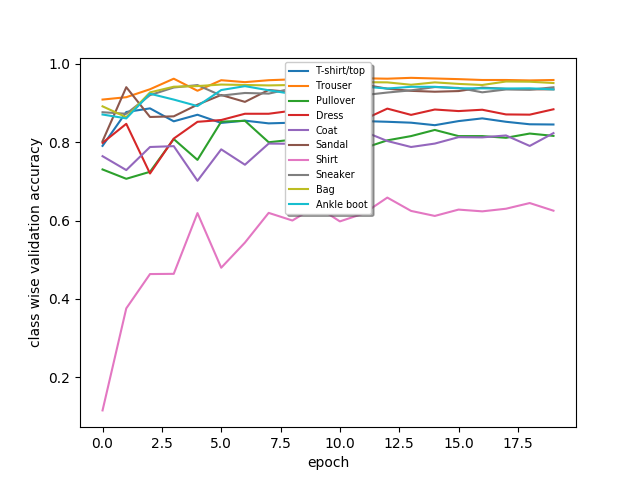 1.0
0.8
0.6
0.4
0.2
class wise validation accuracy
T-shirt/top
Trouser
Pullover
Dress
Coat
Sandal
Shirt
Sneaker
Bag
Ankle boot
0.0 2.5 5.0 7.5 10.0 12.5 15.0 17.5
epoch